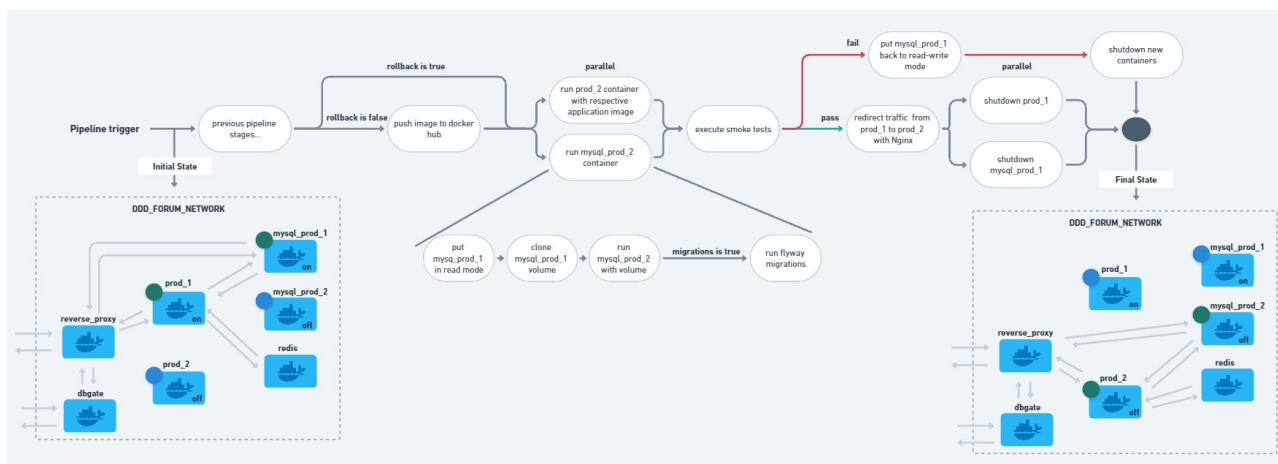 fail
put mysql_prod_1
back to read-write
mode
shutdown new
containers
rollback is true
parallel
parallel
run prod_2 container
with respective
application image
shutdown prod_1
Pipeline trigger
previous pipeline
stages...
rollback is false
push image to docker
hub
execute smoke tests
pass
redirect traffic from
prod_1 to prod_2
with Nginx
run mysql_prod_2
container
shutdown
mysql_prod_1
Initial State
Final State
DDD_FORUM_NETWORK
mysql_prod_1
on
prod_1
on
mysql_prod_2
off
reverse_proxy
redis
prod_2
off
dbgate
put
mysq_prod_1
in read mode
clone
mysql_prod_1
volume
run
mysql_prod_2
with volume
migrations is true
run flyway
migrations
DDD_FORUM_NETWORK
mysql_prod_1
on
prod_1
on
mysql_prod_2
off
reverse_proxy
redis
prod_2
off
dbgate